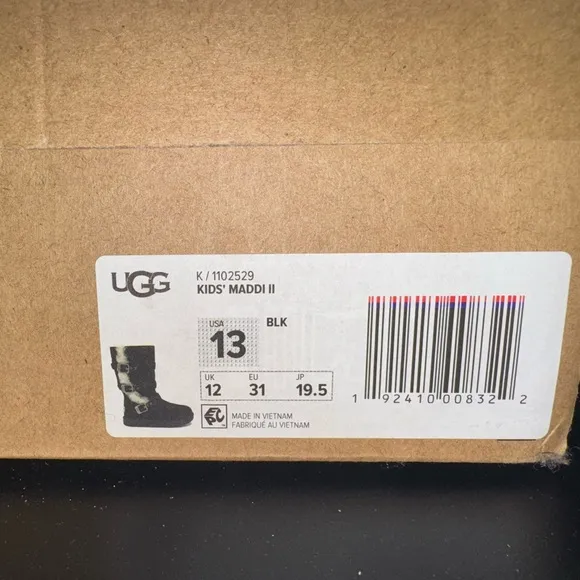 UGG
K / 1102529
KIDS' MADDI II
USA
13
BLK
UK EU JP
12 31 19.5
MADE IN VIETNAM
FABRIQUÉ AU VIETNAM
1 92410 00832 2